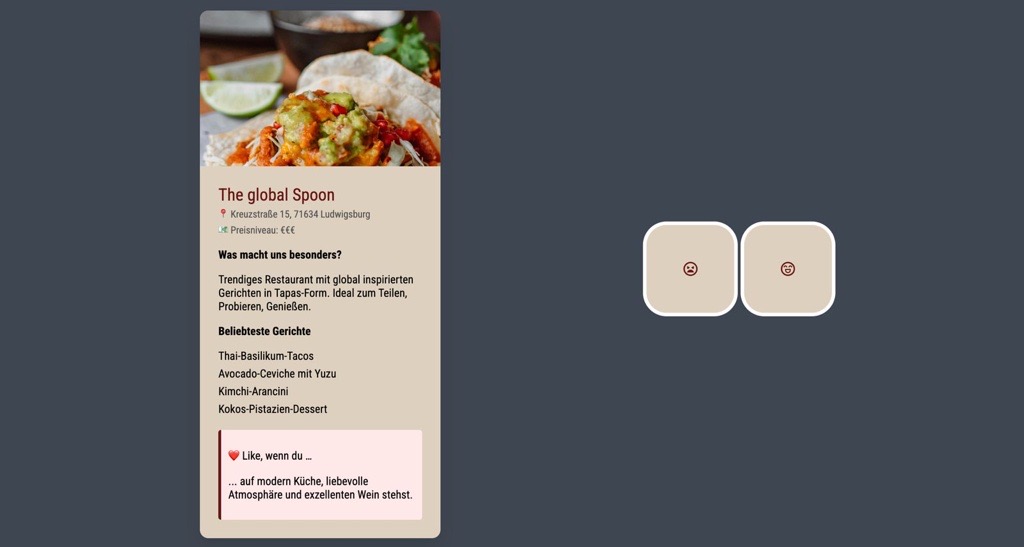 The global Spoon
📍 Kreuzstraße 15, 71634 Ludwigsburg
💶 Preisniveau: €€€
Was macht uns besonders?
Trendiges Restaurant mit global inspirierten
Gerichten in Tapas-Form. Ideal zum Teilen,
Probieren, Genießen.
Beliebteste Gerichte
Thai-Basilikum-Tacos
Avocado-Ceviche mit Yuzu
Kimchi-Arancini
Kokos-Pistazien-Dessert
❤️ Like, wenn du …
... auf modern Küche, liebevolle
Atmosphäre und exzellenten Wein stehst.